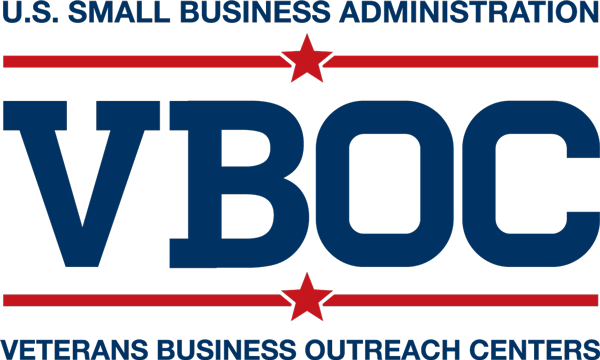 U.S. SMALL BUSINESS ADMINISTRATION
VBOC
VETERANS BUSINESS OUTREACH CENTERS